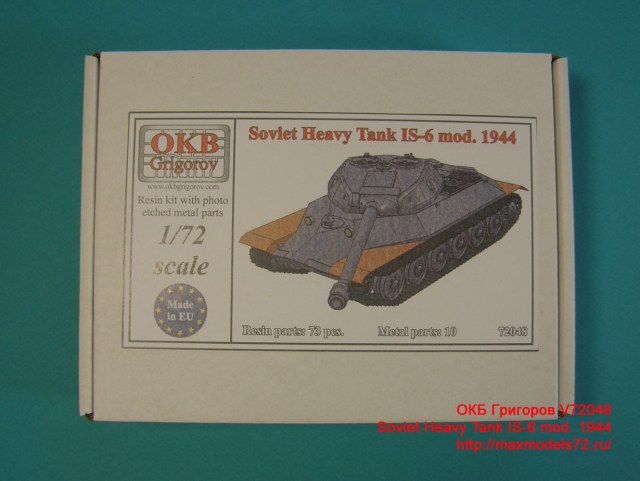 Soviet Heavy Tank IS-6 mod. 1944
OKB
Grigorov
www.okbgrigorov.com
Resin kit with photo
etched metal parts
1/72
scale
Made
in EU
Resin parts: 73 pcs.
Metal parts: 10
72048
ОКБ Григоров V72048
Soviet Heavy Tank IS-6 mod. 1944
http://maxmodels72.ru/